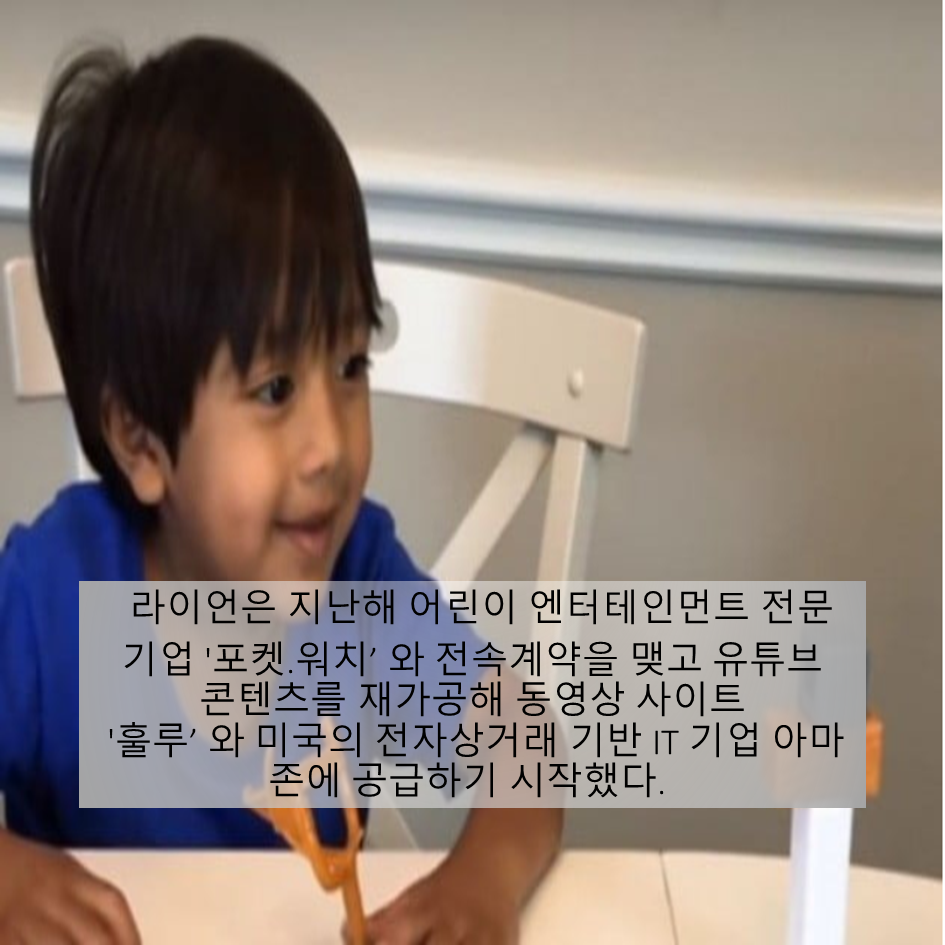 라이언은 지난해 어린이 엔터테인먼트 전문
기업 '포켓.워치’ 와 전속계약을 맺고 유튜브
콘텐츠를 재가공해 동영상 사이트
'훌루’ 와 미국의 전자상거래 기반 IT 기업 아마
존에 공급하기 시작했다.